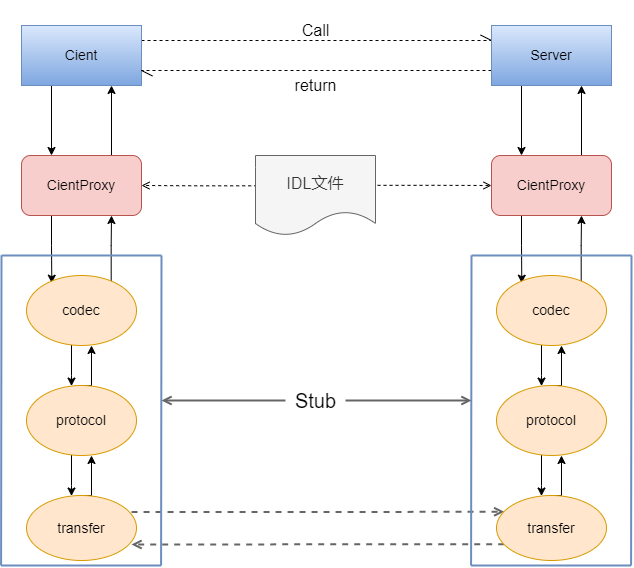 Call
Cient
Server
return
CientProxy
IDL文件
CientProxy
codec
codec
Stub
protocol
protocol
transfer
transfer